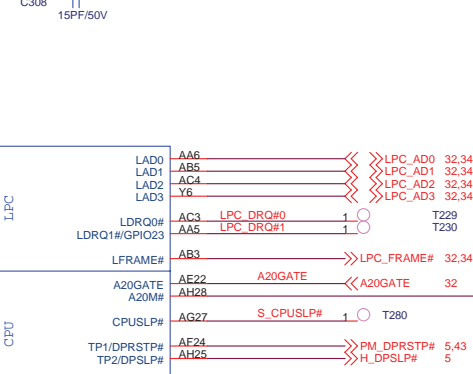 C308
15PF/50V
LPC
LAD0 AA6 LPC_AD0 32,34
LAD1 AB5 LPC_AD1 32,34
LAD2 AC4 LPC_AD2 32,34
LAD3 Y6 LPC_AD3 32,34
LDRQ0# AC3 LPC_DRQ#0 1 T229
LDRQ1#/GPIO23 AA5 LPC_DRQ#1 1 T230
LFRAME# AB3 LPC_FRAME# 32,34
CPU
A20GATE AE22 A20GATE A20GATE 32
A20M# AH28
CPUSLP# AG27 S_CPUSLP# 1 T280
TP1/DPRSTP# AF24 PM_DPRSTP# 5,43
TP2/DPSLP# AH25 H_DPSLP# 5